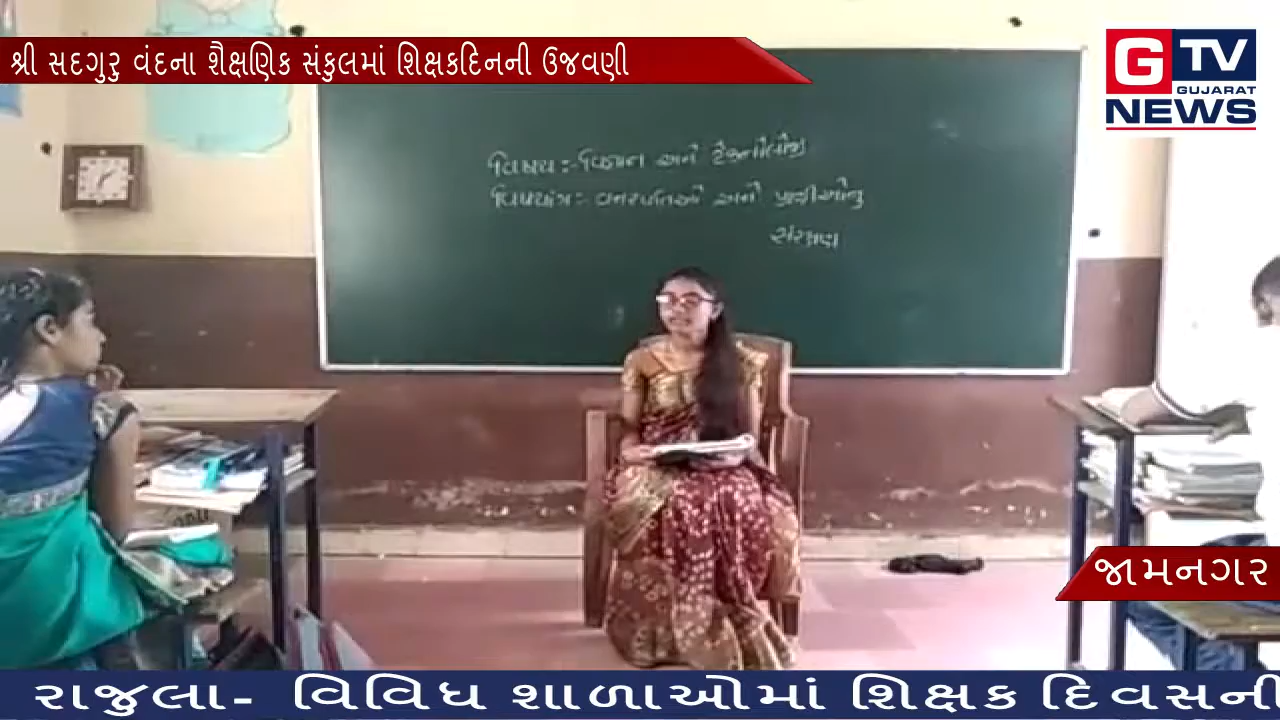 શ્રી સદગુરુ વંદના શૈક્ષણિક સંકુલમાં શિક્ષકદિનની ઉજવણી
G TV
GUJARAT
NEWS
વિષય :- વિજ્ઞાન અને ટેકનોલોજી
વિષયાંગ :- વનસ્પતિઓ અને પ્રાણીઓનું
સંરક્ષણ
જામનગર
રાજુલા- વિવિધ શાળાઓમાં શિક્ષક દિવસની